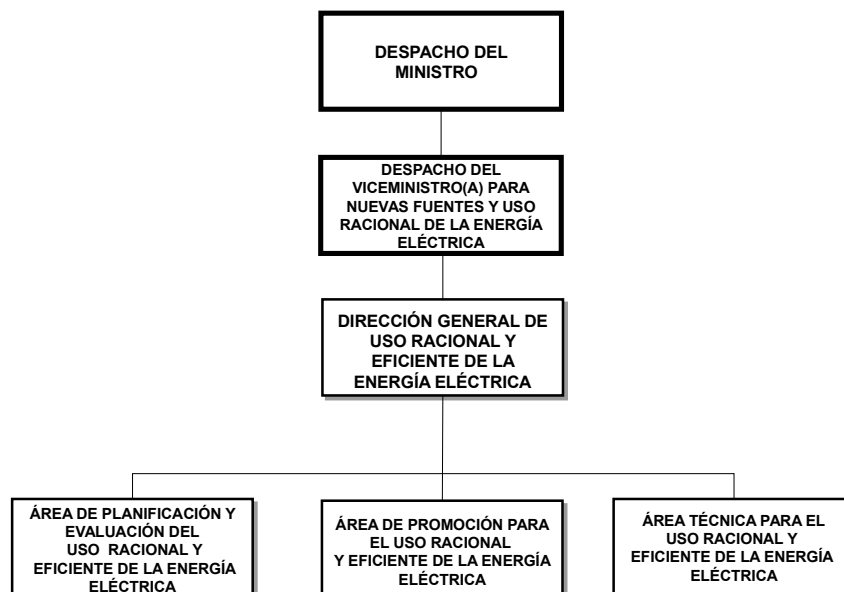 DESPACHO DEL
MINISTRO
DESPACHO DEL
VICEMINISTRO(A) PARA
NUEVAS FUENTES Y USO
RACIONAL DE LA ENERGÍA
ELÉCTRICA
DIRECCIÓN GENERAL DE
USO RACIONAL Y
EFICIENTE DE LA
ENERGÍA ELÉCTRICA
ÁREA DE PLANIFICACIÓN Y
EVALUACIÓN DEL
USO RACIONAL Y
EFICIENTE DE LA ENERGÍA
ELÉCTRICA
ÁREA DE PROMOCIÓN PARA
EL USO RACIONAL
Y EFICIENTE DE LA ENERGÍA
ELÉCTRICA
ÁREA TÉCNICA PARA EL
USO RACIONAL Y
EFICIENTE DE LA ENERGÍA
ELÉCTRICA